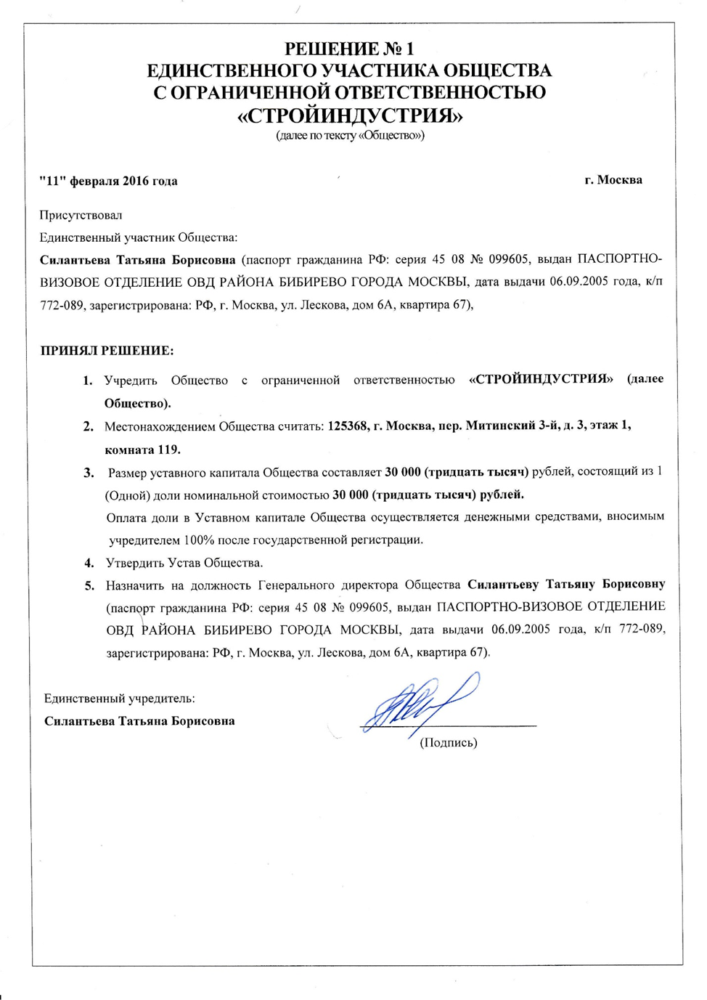 РЕШЕНИЕ № 1
ЕДИНСТВЕННОГО УЧАСТНИКА ОБЩЕСТВА
С ОГРАНИЧЕННОЙ ОТВЕТСТВЕННОСТЬЮ
«СТРОЙИНДУСТРИЯ»
(далее по тексту «Общество»)
"11" февраля 2016 года г. Москва
Присутствовал
Единственный участник Общества:
Силантьева Татьяна Борисовна (паспорт гражданина РФ: серия 45 08 № 099605, выдан ПАСПОРТНО-
ВИЗОВОЕ ОТДЕЛЕНИЕ ОВД РАЙОНА БИБИРЕВО ГОРОДА МОСКВЫ, дата выдачи 06.09.2005 года, к/п
772-089, зарегистрирована: РФ, г. Москва, ул. Лескова, дом 6А, квартира 67),
ПРИНЯЛ РЕШЕНИЕ:
1. Учредить Общество с ограниченной ответственностью «СТРОЙИНДУСТРИЯ» (далее
Общество).
2. Местонахождением Общества считать: 125368, г. Москва, пер. Митинский 3-й, д. 3, этаж 1,
комната 119.
3. Размер уставного капитала Общества составляет 30 000 (тридцать тысяч) рублей, состоящий из 1
(Одной) доли номинальной стоимостью 30 000 (тридцать тысяч) рублей.
Оплата доли в Уставном капитале Общества осуществляется денежными средствами, вносимым
учредителем 100% после государственной регистрации.
4. Утвердить Устав Общества.
5. Назначить на должность Генерального директора Общества Силантьеву Татьяну Борисовну
(паспорт гражданина РФ: серия 45 08 № 099605, выдан ПАСПОРТНО-ВИЗОВОЕ ОТДЕЛЕНИЕ
ОВД РАЙОНА БИБИРЕВО ГОРОДА МОСКВЫ, дата выдачи 06.09.2005 года, к/п 772-089,
зарегистрирована: РФ, г. Москва, ул. Лескова, дом 6А, квартира 67).
Единственный учредитель:
Силантьева Татьяна Борисовна
(Подпись)